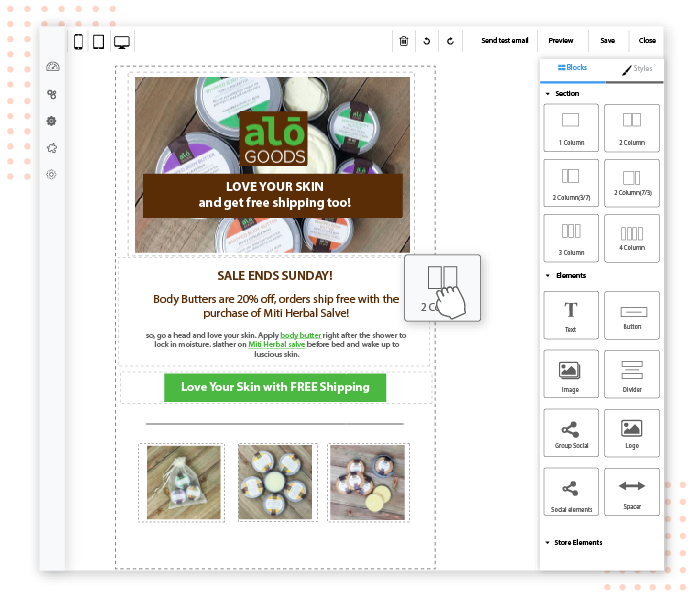 Send test email
Preview
Save
Close
Blocks
Styles
Section
1 Column
2 Column
2 Column(3/7)
2 Column(7/3)
3 Column
4 Column
Elements
Text
Button
Image
Divider
Group Social
Logo
Social elements
Spacer
Store Elements
alō
GOODS
LOVE YOUR SKIN
and get free shipping too!
SALE ENDS SUNDAY!
Body Butters are 20% off, orders ship free with the
purchase of Miti Herbal Salve!
so, go a head and love your skin. Apply body butter right after the shower to
lock in moisture. slather on Miti Herbal salve before bed and wake up to
luscious skin.
Love Your Skin with FREE Shipping